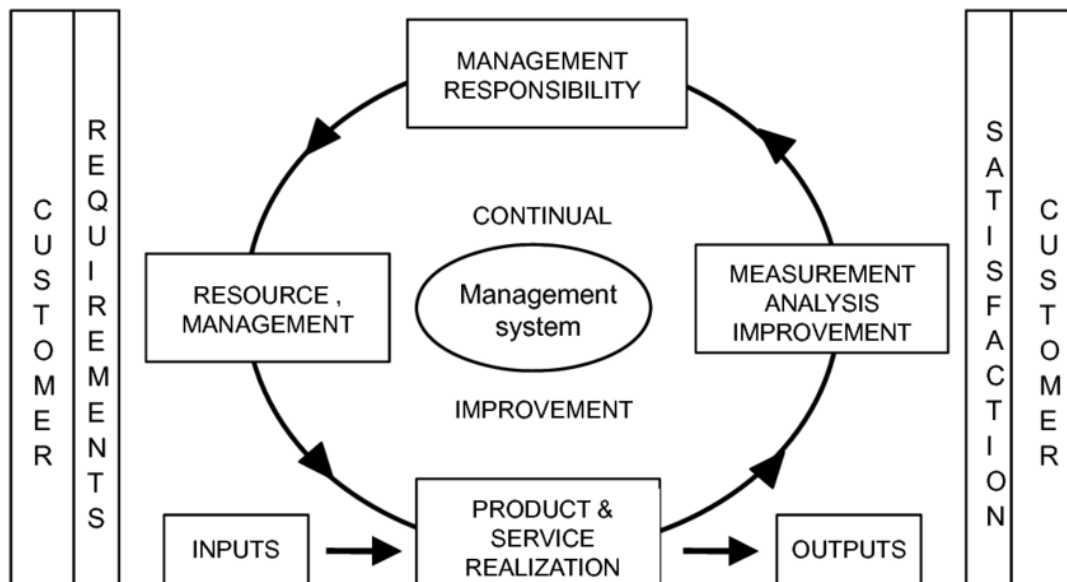 CUSTOMER
REQUIREMENTS
MANAGEMENT
RESPONSIBILITY
RESOURCE ,
MANAGEMENT
CONTINUAL
Management
system
IMPROVEMENT
MEASUREMENT
ANALYSIS
IMPROVEMENT
INPUTS
PRODUCT &
SERVICE
REALIZATION
OUTPUTS
SATISFACTION
CUSTOMER